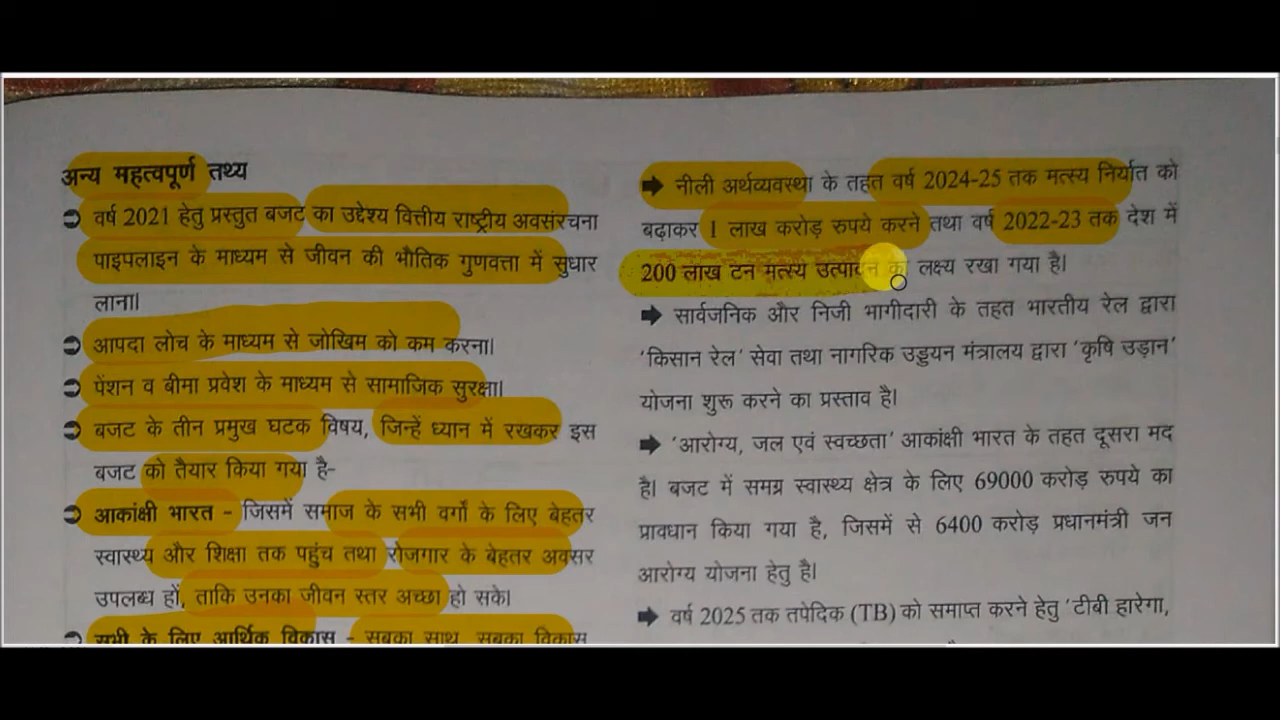 अन्य महत्वपूर्ण तथ्य
➲ वर्ष 2021 हेतु प्रस्तुत बजट का उद्देश्य वित्तीय राष्ट्रीय अवसंरचना
पाइपलाइन के माध्यम से जीवन की भौतिक गुणवत्ता में सुधार
लाना।
➲ आपदा लोच के माध्यम से जोखिम को कम करना।
➲ पेंशन व बीमा प्रवेश के माध्यम से सामाजिक सुरक्षा।
➲ बजट के तीन प्रमुख घटक विषय, जिन्हें ध्यान में रखकर इस
बजट को तैयार किया गया है-
➲ आकांक्षी भारत - जिसमें समाज के सभी वर्गों के लिए बेहतर
स्वास्थ्य और शिक्षा तक पहुंच तथा रोजगार के बेहतर अवसर
उपलब्ध हों, ताकि उनका जीवन स्तर अच्छा हो सके।
➲ सभी के लिए आर्थिक विकास - सबका साथ, सबका विकास
➡ नीली अर्थव्यवस्था के तहत वर्ष 2024-25 तक मत्स्य निर्यात को
बढ़ाकर 1 लाख करोड़ रुपये करने तथा वर्ष 2022-23 तक देश में
200 लाख टन मत्स्य उत्पादन का लक्ष्य रखा गया है।
➡ सार्वजनिक और निजी भागीदारी के तहत भारतीय रेल द्वारा
'किसान रेल' सेवा तथा नागरिक उड्डयन मंत्रालय द्वारा 'कृषि उड़ान'
योजना शुरू करने का प्रस्ताव है।
➡ 'आरोग्य, जल एवं स्वच्छता' आकांक्षी भारत के तहत दूसरा मद
है। बजट में समग्र स्वास्थ्य क्षेत्र के लिए 69000 करोड़ रुपये का
प्रावधान किया गया है, जिसमें से 6400 करोड़ प्रधानमंत्री जन
आरोग्य योजना हेतु है।
➡ वर्ष 2025 तक तपेदिक (TB) को समाप्त करने हेतु 'टीबी हारेगा,